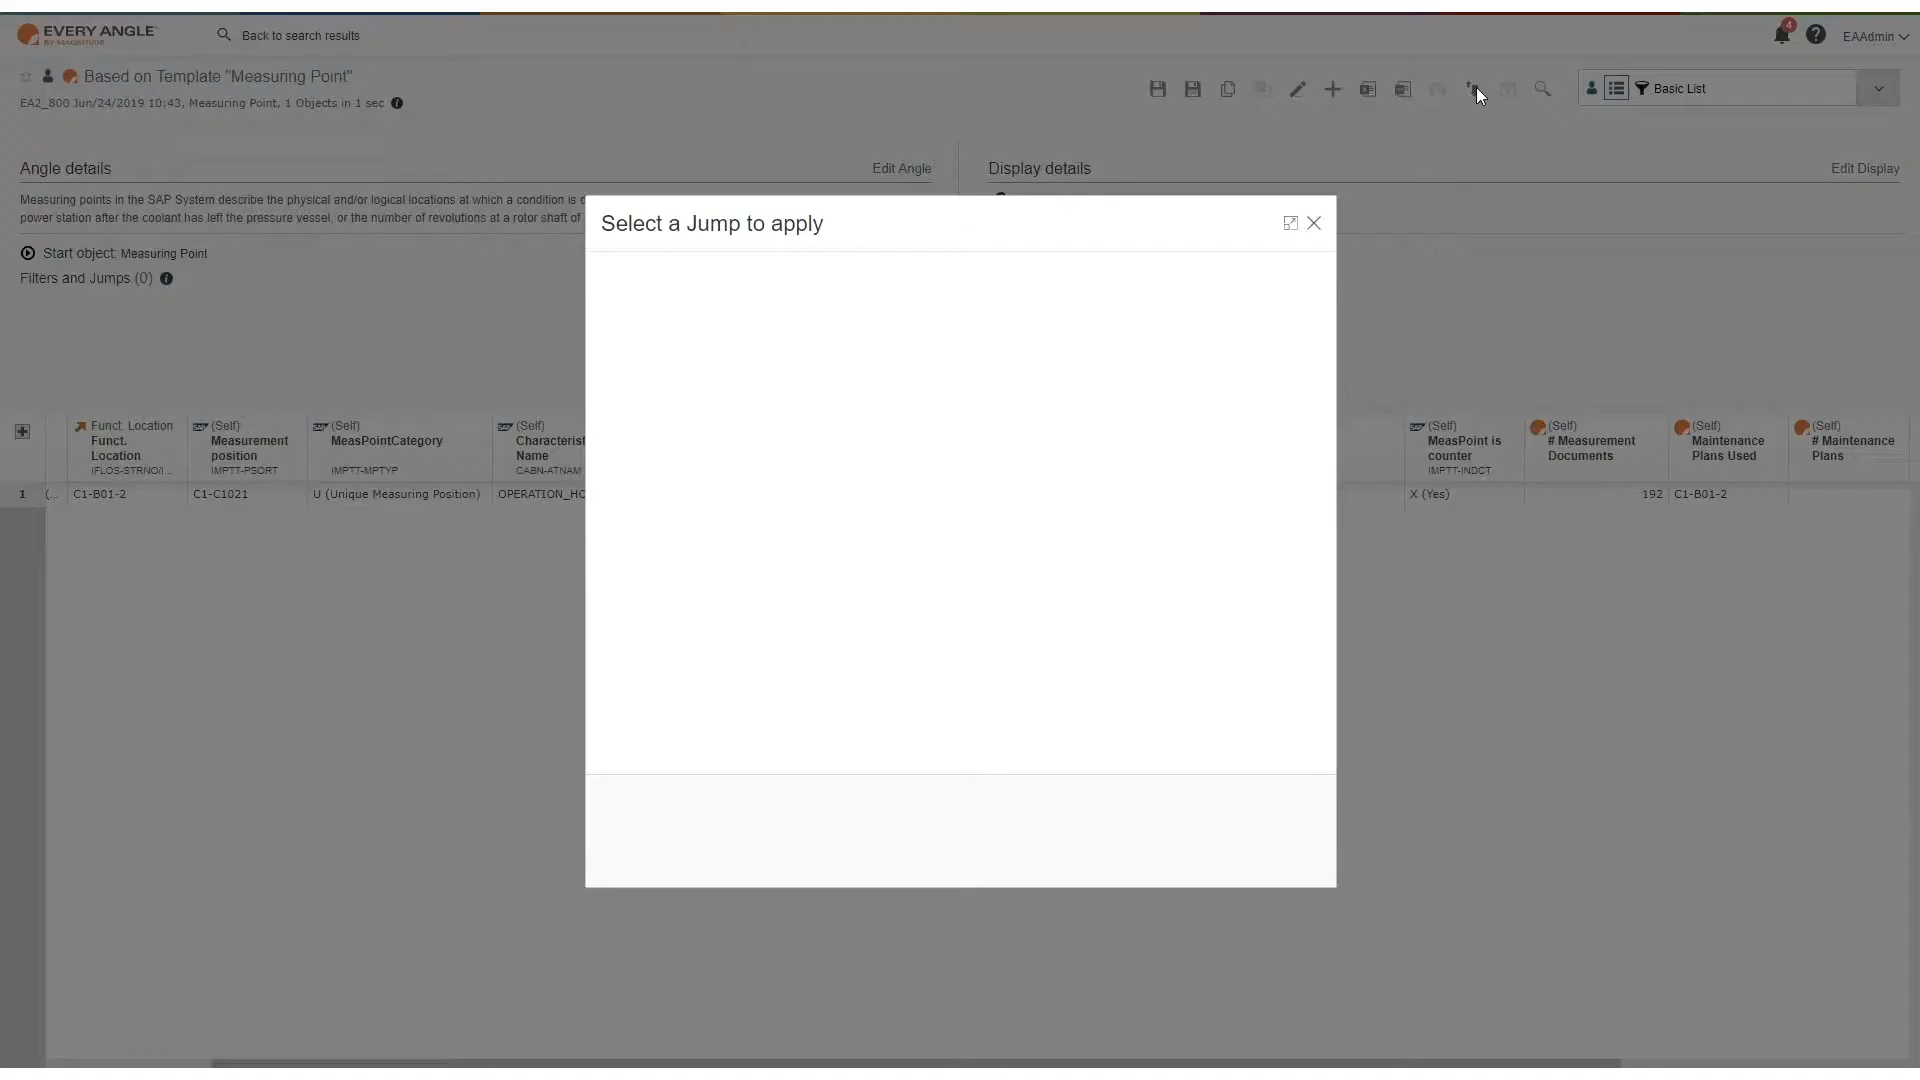 EVERY ANGLE
BY MAGNITUDE
Back to search results
4
EAAdmin
Based on Template "Measuring Point"
EA2_800 Jun/24/2019 10:43, Measuring Point, 1 Objects in 1 sec
Basic List
Angle details
Edit Angle
Display details
Edit Display
Measuring points in the SAP System describe the physical and/or logical locations at which a condition is
power station after the coolant has left the pressure vessel, or the number of revolutions at a rotor shaft of
Start object: Measuring Point
Filters and Jumps (0)
Select a Jump to apply
Funct. Location
Funct.
Location
IFLOS-STRNO/I...
(Self)
Measurement
position
IMPTT-PSORT
(Self)
MeasPointCategory
IMPTT-MPTYP
(Self)
Characterist
Name
CABN-ATNAM
(Self)
MeasPoint is
counter
IMPTT-INDCT
(Self)
# Measurement
Documents
(Self)
Maintenance
Plans Used
(Self)
# Maintenance
Plans
1 (... C1-B01-2 C1-C1021 U (Unique Measuring Position) OPERATION_HO X (Yes) 192 C1-B01-2